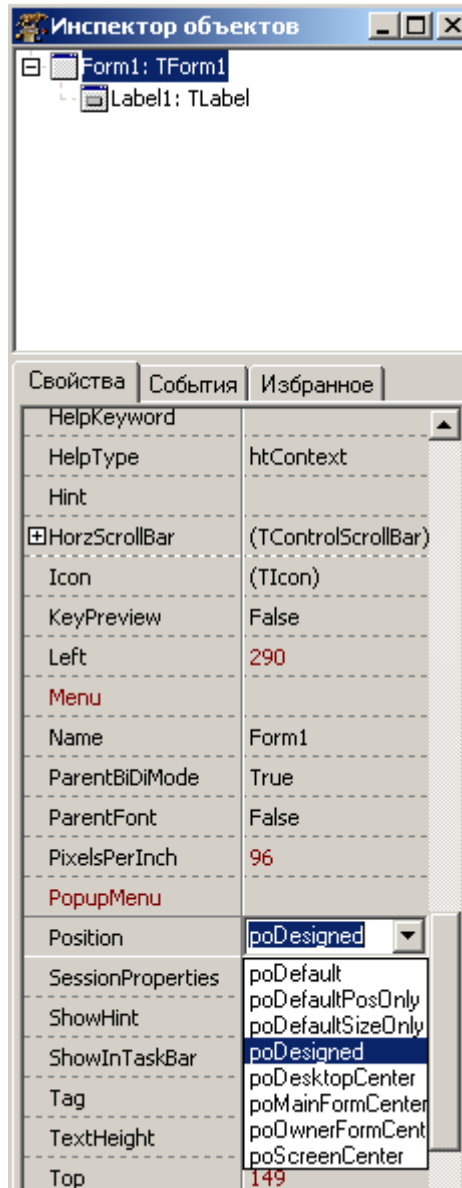 Инспектор объектов
Form1: TForm1
Label1: TLabel
Свойства События Избранное
HelpKeyword
HelpType htContext
Hint
HorzScrollBar (TControlScrollBar)
Icon (TIcon)
KeyPreview False
Left 290
Menu
Name Form1
ParentBiDiMode True
ParentFont False
PixelsPerInch 96
PopupMenu
Position poDesigned
SessionProperties poDefault
poDefaultPosOnly
ShowHint poDefaultSizeOnly
ShowInTaskBar poDesigned
poDesktopCenter
Tag poMainFormCenter
TextHeight poOwnerFormCent
poScreenCenter
Top 149